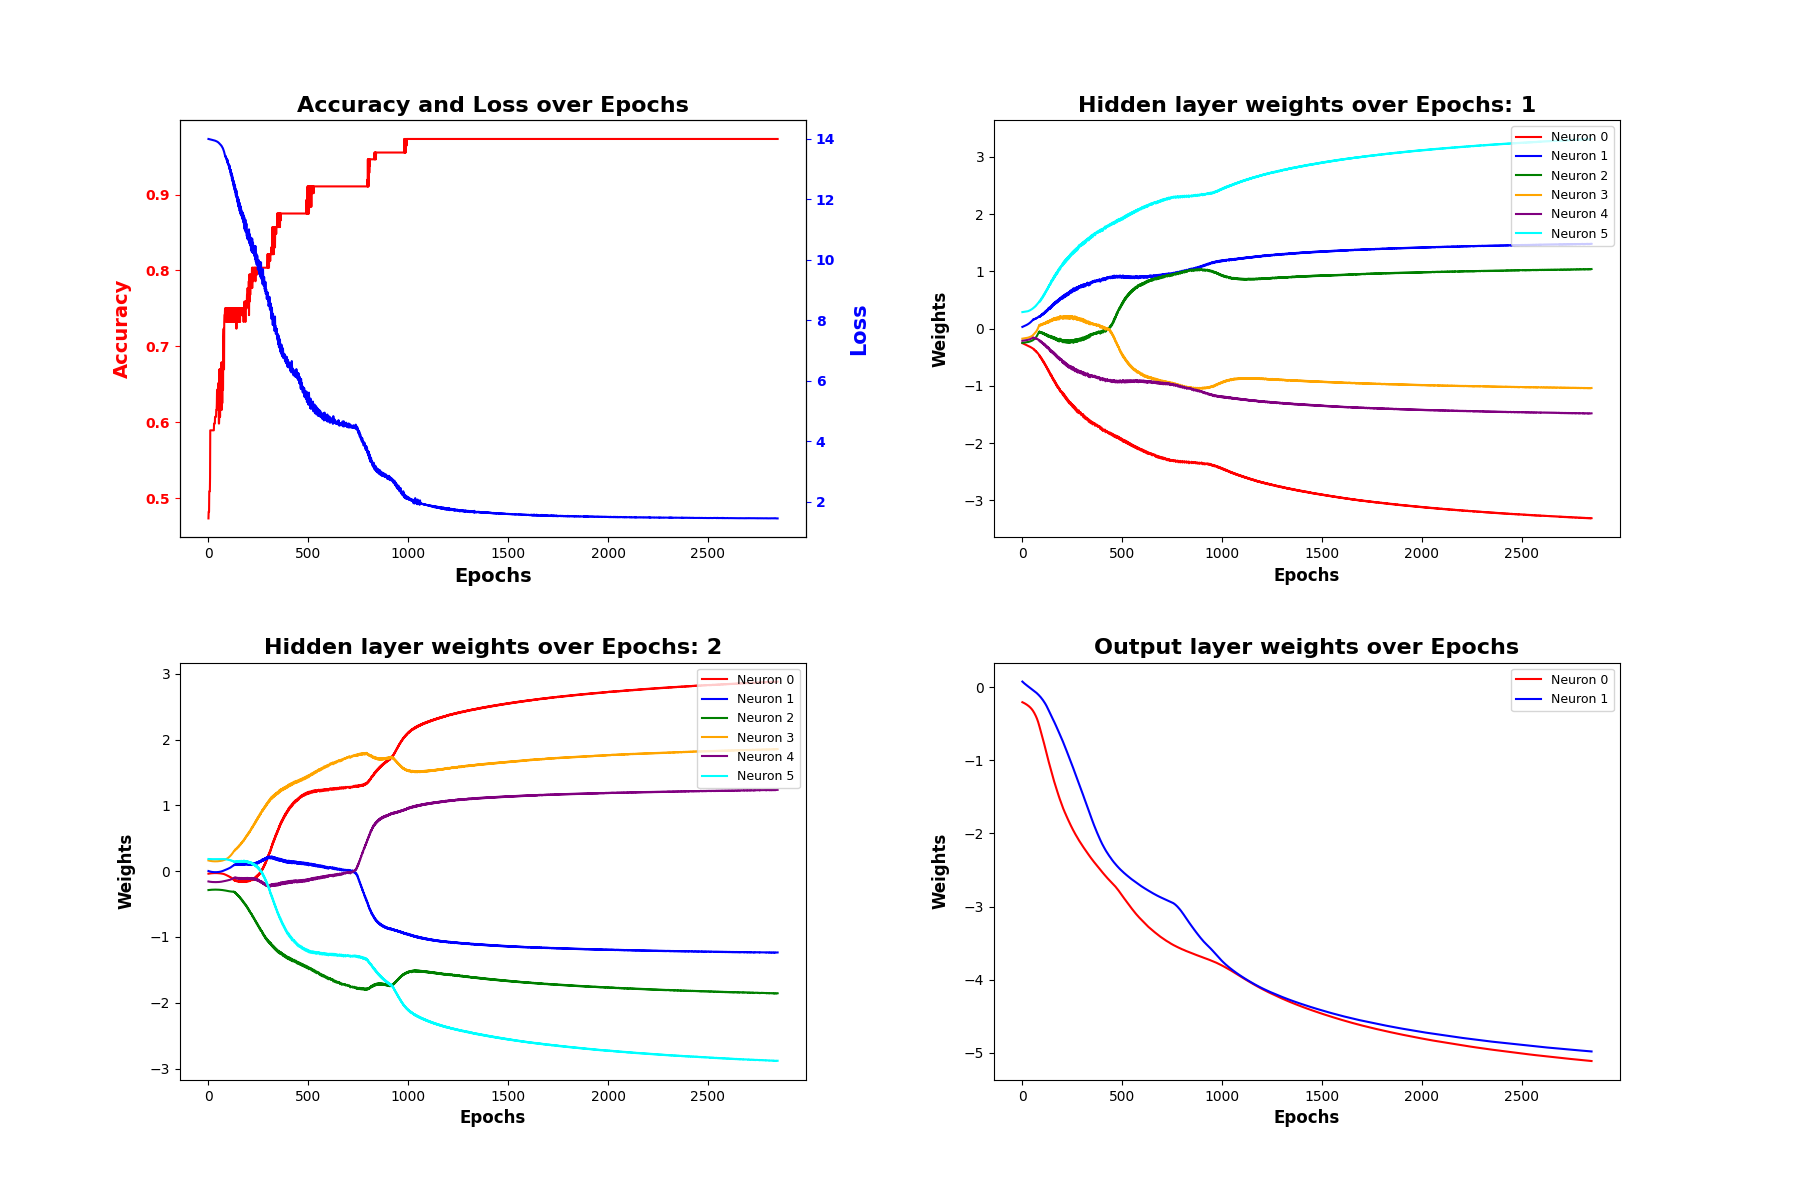 Accuracy and Loss over Epochs
Accuracy
0.9
0.8
0.7
0.6
0.5
14
12
10
8
6
4
2
Loss
0 500 1000 1500 2000 2500
Epochs
Hidden layer weights over Epochs: 1
Weights
3
2
1
0
−1
−2
−3
Neuron 0
Neuron 1
Neuron 2
Neuron 3
Neuron 4
Neuron 5
0 500 1000 1500 2000 2500
Epochs
Hidden layer weights over Epochs: 2
Weights
3
2
1
0
−1
−2
−3
Neuron 0
Neuron 1
Neuron 2
Neuron 3
Neuron 4
Neuron 5
0 500 1000 1500 2000 2500
Epochs
Output layer weights over Epochs
Weights
0
−1
−2
−3
−4
−5
Neuron 0
Neuron 1
0 500 1000 1500 2000 2500
Epochs